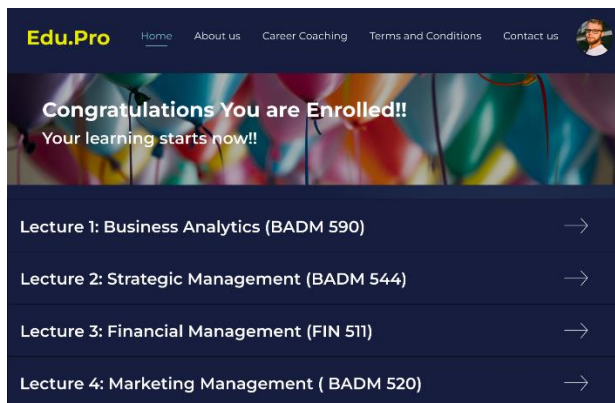 Edu.Pro
Home About us Career Coaching Terms and Conditions Contact us
Congratulations You are Enrolled!!
Your learning starts now!!
Lecture 1: Business Analytics (BADM 590)
Lecture 2: Strategic Management (BADM 544)
Lecture 3: Financial Management (FIN 511)
Lecture 4: Marketing Management ( BADM 520)